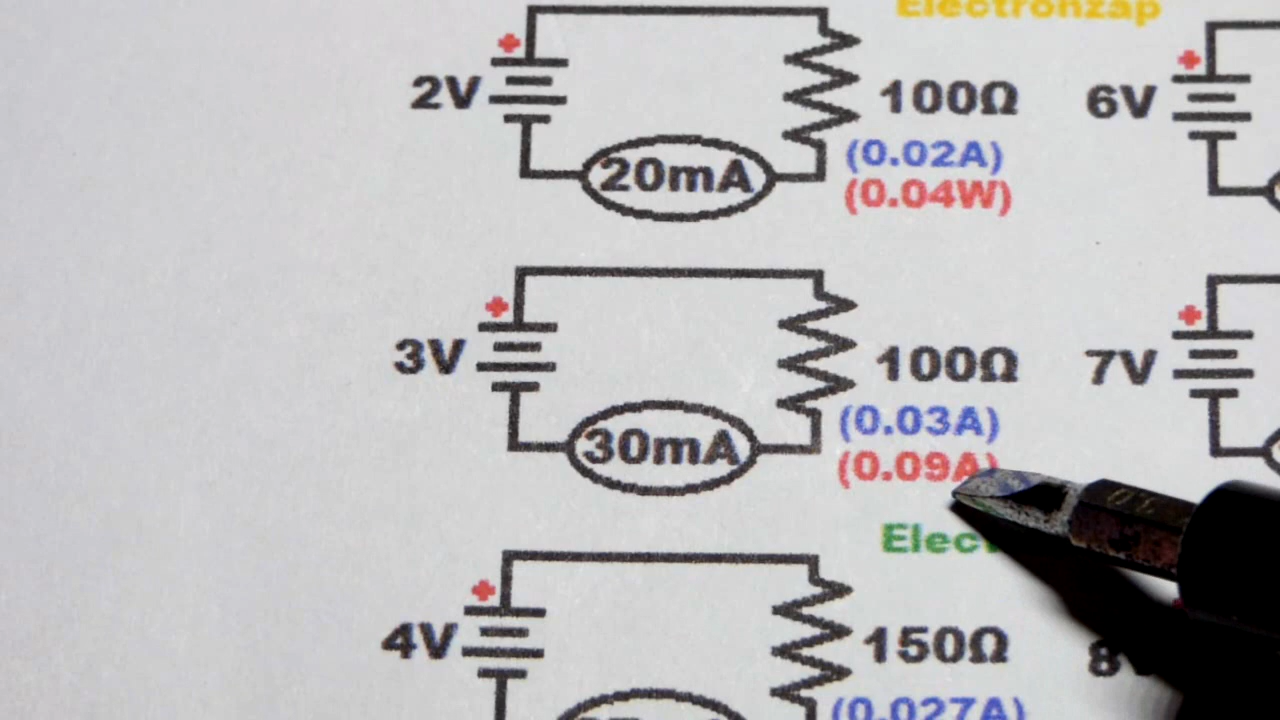 Electronzap
2V
100Ω
6V
(0.02A)
20mA
(0.04W)
3V
100Ω
7V
(0.03A)
30mA
(0.09A)
4V
150Ω
(0.027A)